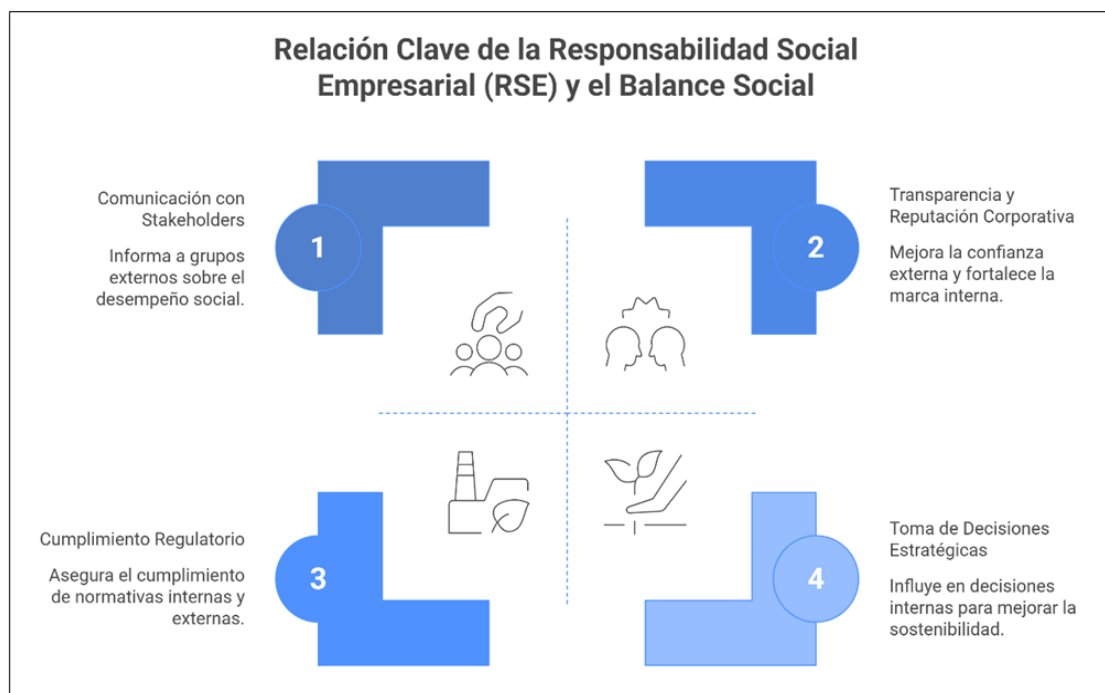 Relación Clave de la Responsabilidad Social
Empresarial (RSE) y el Balance Social
Comunicación con
Stakeholders
Informa a grupos
externos sobre el
desempeño social.
1
2
Transparencia y
Reputación Corporativa
Mejora la confianza
externa y fortalece la
marca interna.
Cumplimiento Regulatorio
Asegura el cumplimiento
de normativas internas y
externas.
3
4
Toma de Decisiones
Estratégicas
Influye en decisiones
internas para mejorar la
sostenibilidad.